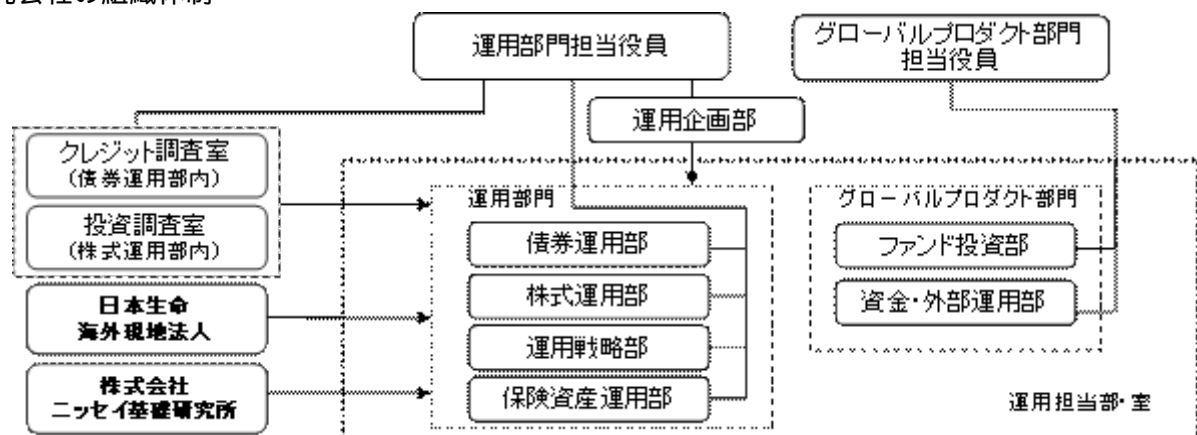 運用部門担当役員
グローバルプロダクト部門
担当役員
運用企画部
クレジット調査室
(債券運用部内)
投資調査室
(株式運用部内)
日本生命
海外現地法人
株式会社
ニッセイ基礎研究所
運用部門
債券運用部
株式運用部
運用戦略部
保険資産運用部
グローバルプロダクト部門
ファンド投資部
資金・外部運用部
運用担当部・室